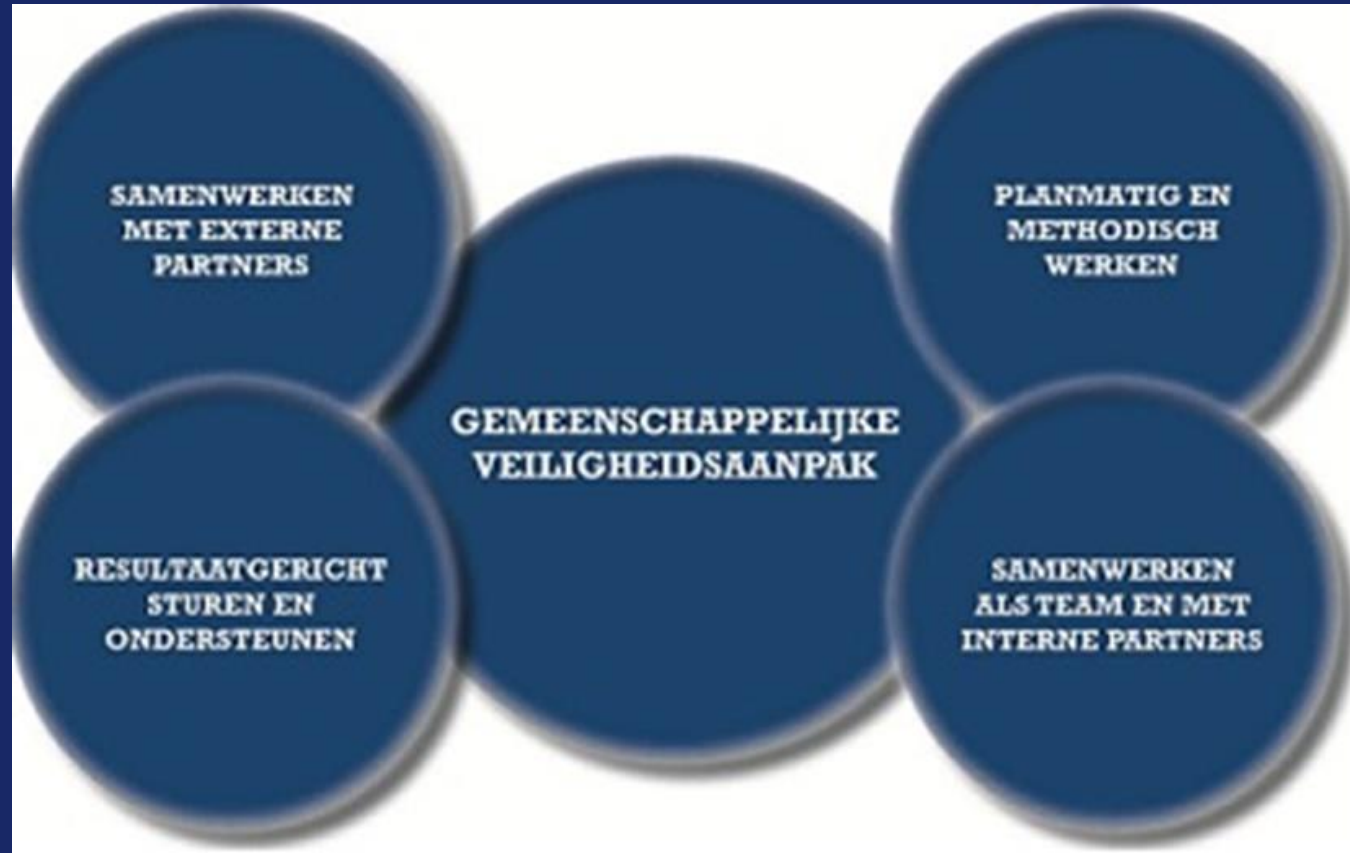 SAMENWERKEN
MET EXTERNE
PARTNERS
PLANMATIG EN
METHODISCH
WERKEN
GEMEENSCHAPPELIJKE
VEILIGHEIDSAANPAK
RESULTAATGERICHT
STUREN EN
ONDERSTEUNEN
SAMENWERKEN
ALS TEAM EN MET
INTERNE PARTNERS